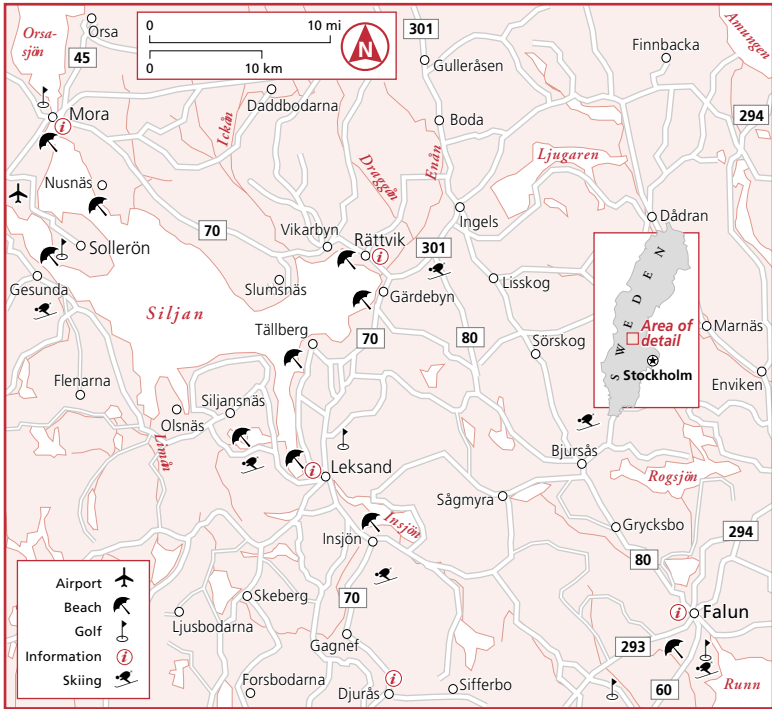 0 10 mi
0 10 km
N
Orsa-
sjön
Orsa
45
301
Gulleråsen
Finnbacka
Amungen
Mora
i
Daddbodarna
Ickån
Boda
294
Draggån
Enån
Ljugaren
Nusnäs
70
Vikarbyn
Rättvik
i
Ingels
Dådran
Sollerön
301
Gesunda
Slumsnäs
Gärdebyn
Lisskog
Siljan
Tällberg
70
80
Sörskog
SWEDEN
Area of
detail
Stockholm
Marnäs
Enviken
Flenarna
Siljansnäs
Olsnäs
Limån
i
Leksand
Bjursås
Rogsjön
Sågmyra
Insjön
Insjön
Grycksbo
294
80
Airport
Beach
Golf
Information i
Skiing
Skeberg
70
Ljusbodarna
Gagnef
i
Falun
293
Forsbodarna
Djurås
i
Sifferbo
60
Runn